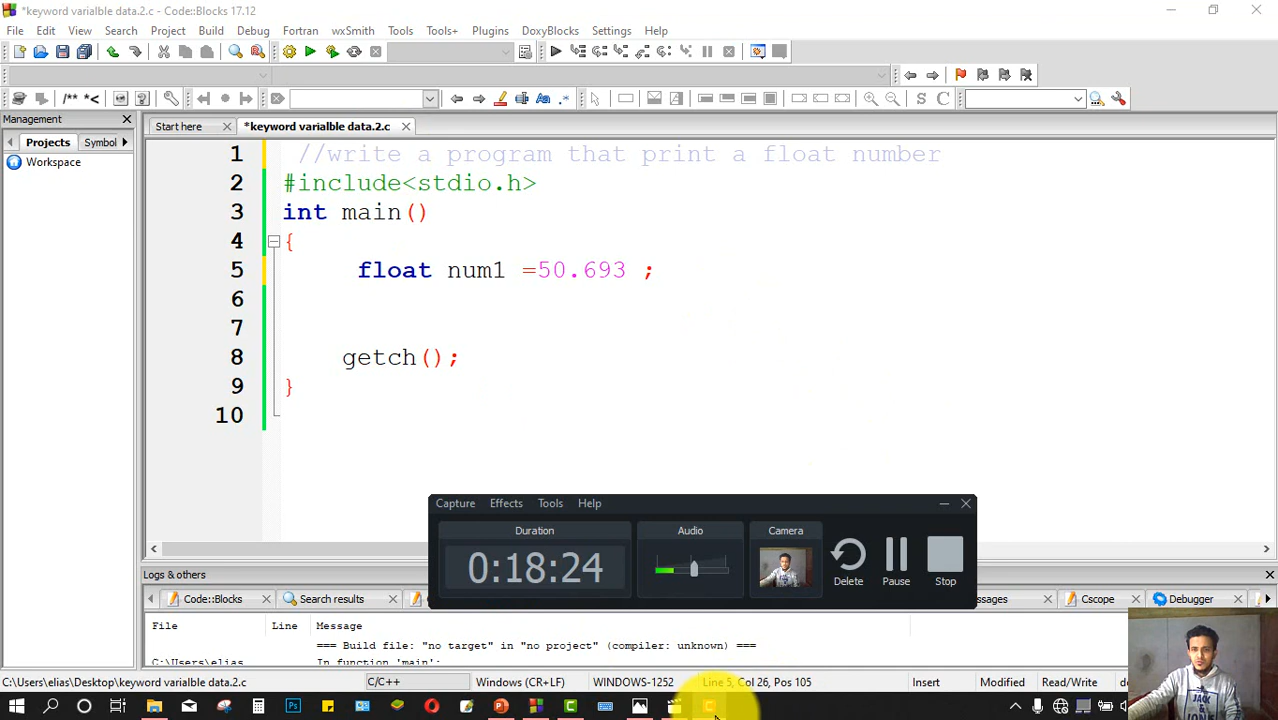 *keyword varialble data.2.c - Code::Blocks 17.12
File Edit View Search Project Build Debug Fortran wxSmith Tools Tools+ Plugins DoxyBlocks Settings Help
/** *<
S C
Management
Start here
*keyword varialble data.2.c
Projects Symbol
Workspace
1 //write a program that print a float number
2 #include<stdio.h>
3 int main()
4 {
5 float num1 =50.693 ;
6
7
8 getch();
9 }
10
Capture Effects Tools Help
Duration Audio Camera
0:18:24
Delete Pause Stop
Logs & others
Code::Blocks Search results Cscope Debugger
File Line Message
=== Build file: "no target" in "no project" (compiler: unknown) ===
C:\Users\elias... In function 'main':
C:\Users\elias\Desktop\keyword varialble data.2.c C/C++ Windows (CR+LF) WINDOWS-1252 Line 5, Col 26, Pos 105 Insert Modified Read/Write